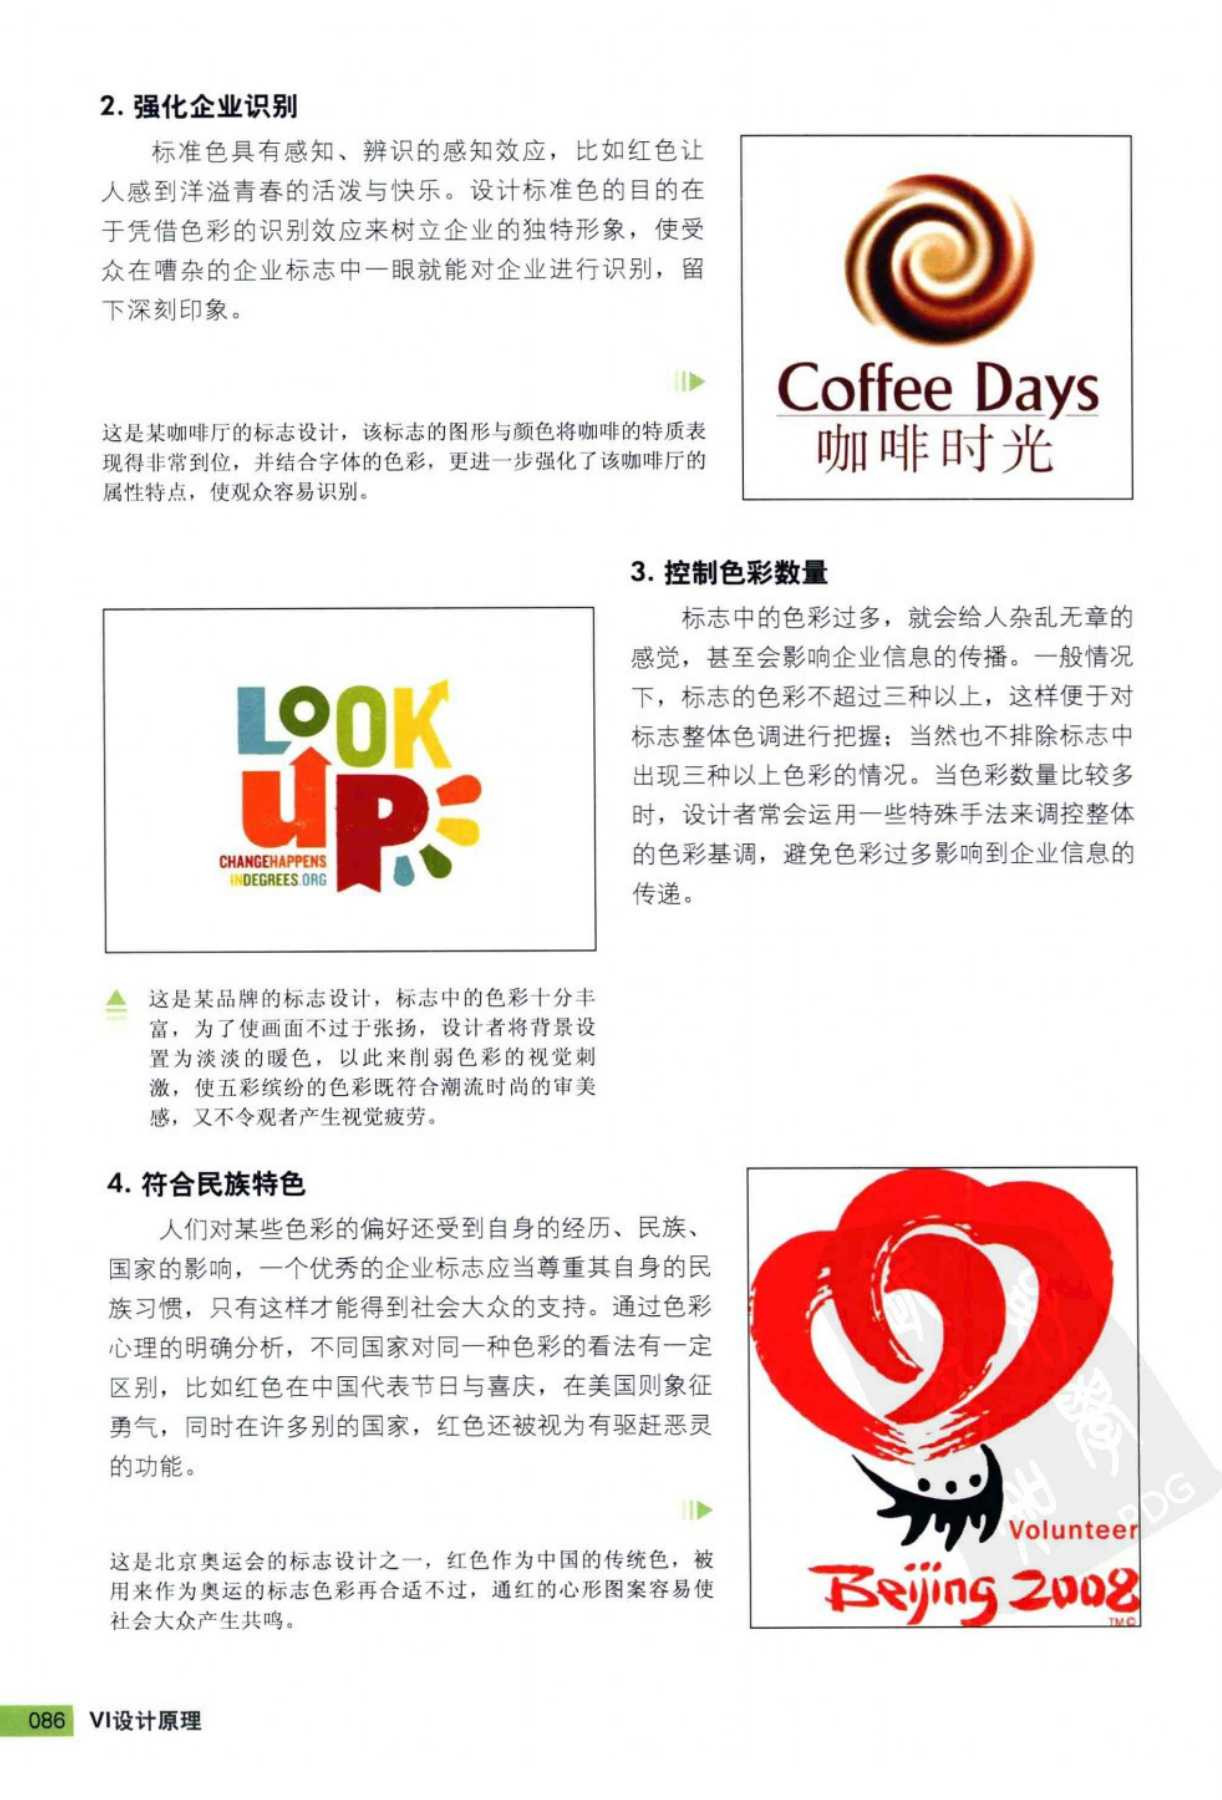 2. 强化企业识别
标准色具有感知、辨识的感知效应，比如红色让
人感到洋溢青春的活泼与快乐。设计标准色的目的在
于凭借色彩的识别效应来树立企业的独特形象，使受
众在嘈杂的企业标志中一眼就能对企业进行识别，留
下深刻印象。
这是某咖啡厅的标志设计，该标志的图形与颜色将咖啡的特质表
现得非常到位，并结合字体的色彩，更进一步强化了该咖啡厅的
属性特点，使观众容易识别。
Coffee Days
咖啡时光
3. 控制色彩数量
标志中的色彩过多，就会给人杂乱无章的
感觉，甚至会影响企业信息的传播。一般情况
下，标志的色彩不超过三种以上，这样便于对
标志整体色调进行把握；当然也不排除标志中
出现三种以上色彩的情况。当色彩数量比较多
时，设计者常会运用一些特殊手法来调控整体
的色彩基调，避免色彩过多影响到企业信息的
传递。
LOOK
UP
CHANGEHAPPENS
INDEGREES.ORG
这是某品牌的标志设计，标志中的色彩十分丰
富，为了使画面不过于张扬，设计者将背景设
置为淡淡的暖色，以此来削弱色彩的视觉刺
激，使五彩缤纷的色彩既符合潮流时尚的审美
感，又不令观者产生视觉疲劳。
4. 符合民族特色
人们对某些色彩的偏好还受到自身的经历、民族、
国家的影响，一个优秀的企业标志应当尊重其自身的民
族习惯，只有这样才能得到社会大众的支持。通过色彩
心理的明确分析，不同国家对同一种色彩的看法有一定
区别，比如红色在中国代表节日与喜庆，在美国则象征
勇气，同时在许多别的国家，红色还被视为有驱赶恶灵
的功能。
这是北京奥运会的标志设计之一，红色作为中国的传统色，被
用来作为奥运的标志色彩再合适不过，通红的心形图案容易使
社会大众产生共鸣。
Volunteer
Beijing 2008
TM©
PDG
086 VI设计原理